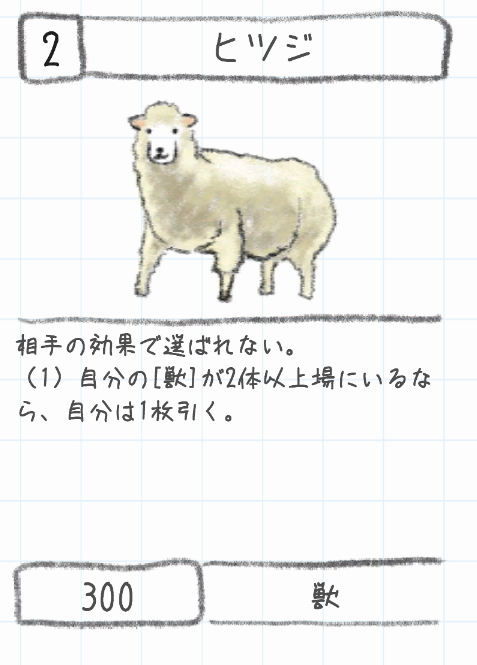 2
ヒツジ
相手の効果で選ばれない。
（1）自分の[獣]が2体以上場にいるな
ら、自分は1枚引く。
300
獣